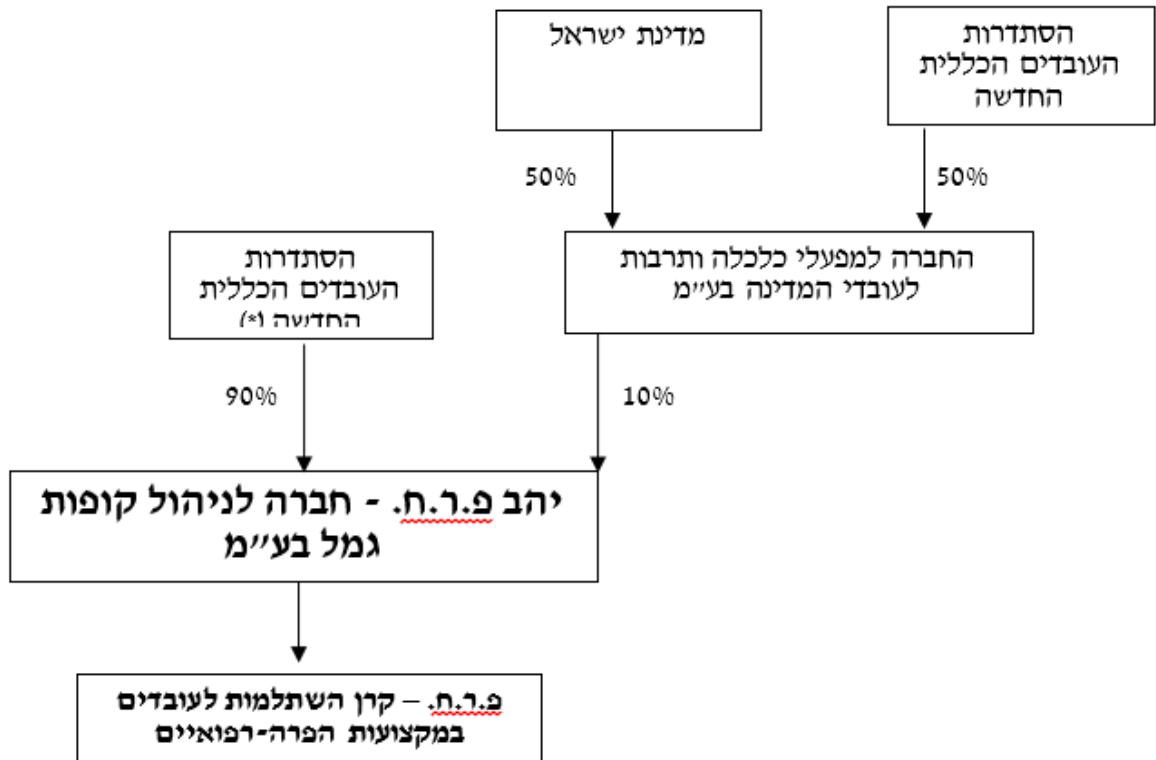 הסתדרות
העובדים הכללית
החדשה
מדינת ישראל
50%
50%
החברה למפעלי כלכלה ותרבות
לעובדי המדינה בע״מ
הסתדרות
העובדים הכללית
החדשה (*)
90%
10%
יהב פ.ר.ח. - חברה לניהול קופות
גמל בע״מ
פ.ר.ח. – קרן השתלמות לעובדים
במקצועות הפרה-רפואיים